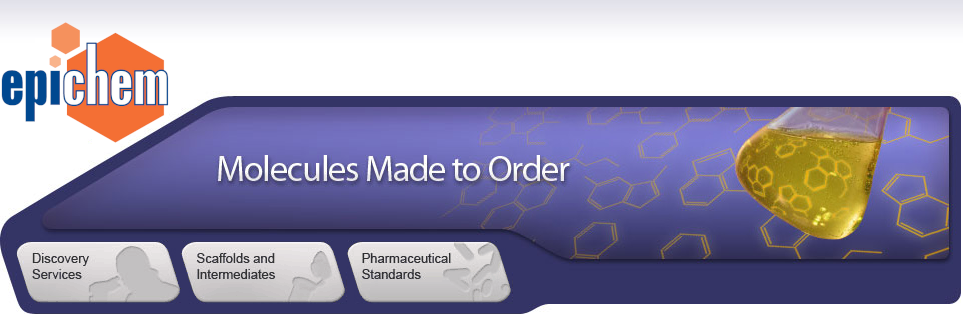 epichem
Molecules Made to Order
Discovery
Services
Scaffolds and
Intermediates
Pharmaceutical
Standards